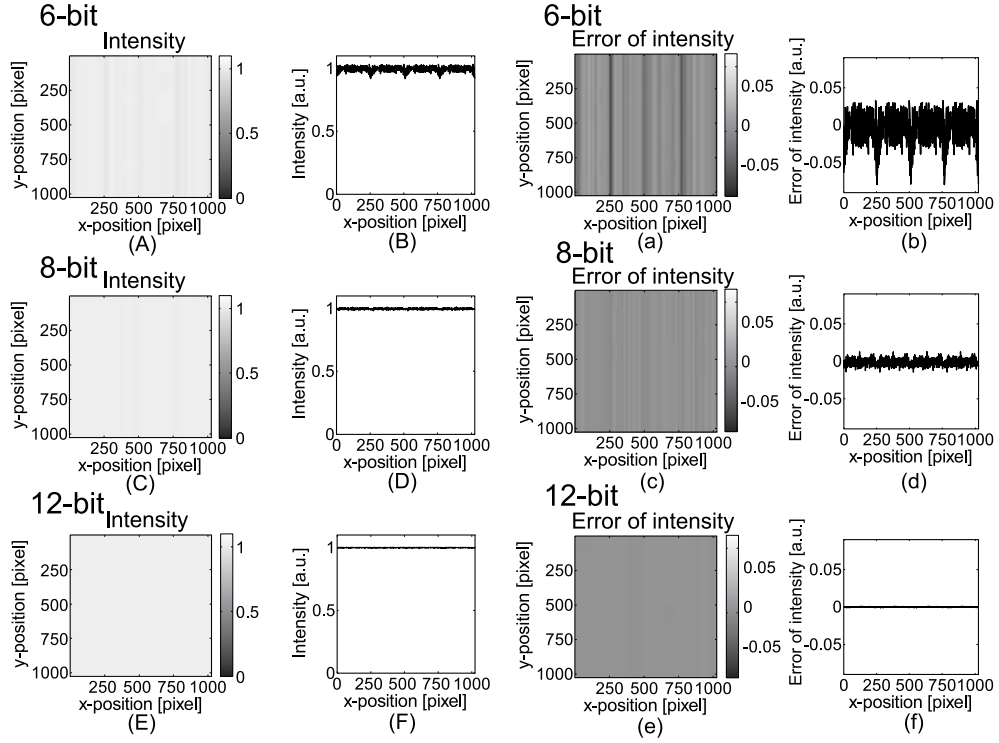 6-bit
Intensity
y-position [pixel]
250
500
750
1000
250 500 750 1000
x-position [pixel]
(A)
1
0.5
0
Intensity [a.u.]
1
0.5
0
0 250 500 750 1000
x-position [pixel]
(B)
6-bit
Error of intensity
y-position [pixel]
250
500
750
1000
250 500 750 1000
x-position [pixel]
(a)
0.05
0
-0.05
Error of intensity [a.u.]
0.05
0
-0.05
0 250 500 750 1000
x-position [pixel]
(b)
8-bit
Intensity
y-position [pixel]
250
500
750
1000
250 500 750 1000
x-position [pixel]
(C)
1
0.5
0
Intensity [a.u.]
1
0.5
0
0 250 500 750 1000
x-position [pixel]
(D)
8-bit
Error of intensity
y-position [pixel]
250
500
750
1000
250 500 750 1000
x-position [pixel]
(c)
0.05
0
-0.05
Error of intensity [a.u.]
0.05
0
-0.05
0 250 500 750 1000
x-position [pixel]
(d)
12-bit
Intensity
y-position [pixel]
250
500
750
1000
250 500 750 1000
x-position [pixel]
(E)
1
0.5
0
Intensity [a.u.]
1
0.5
0
0 250 500 750 1000
x-position [pixel]
(F)
12-bit
Error of intensity
y-position [pixel]
250
500
750
1000
250 500 750 1000
x-position [pixel]
(e)
0.05
0
-0.05
Error of intensity [a.u.]
0.05
0
-0.05
0 250 500 750 1000
x-position [pixel]
(f)